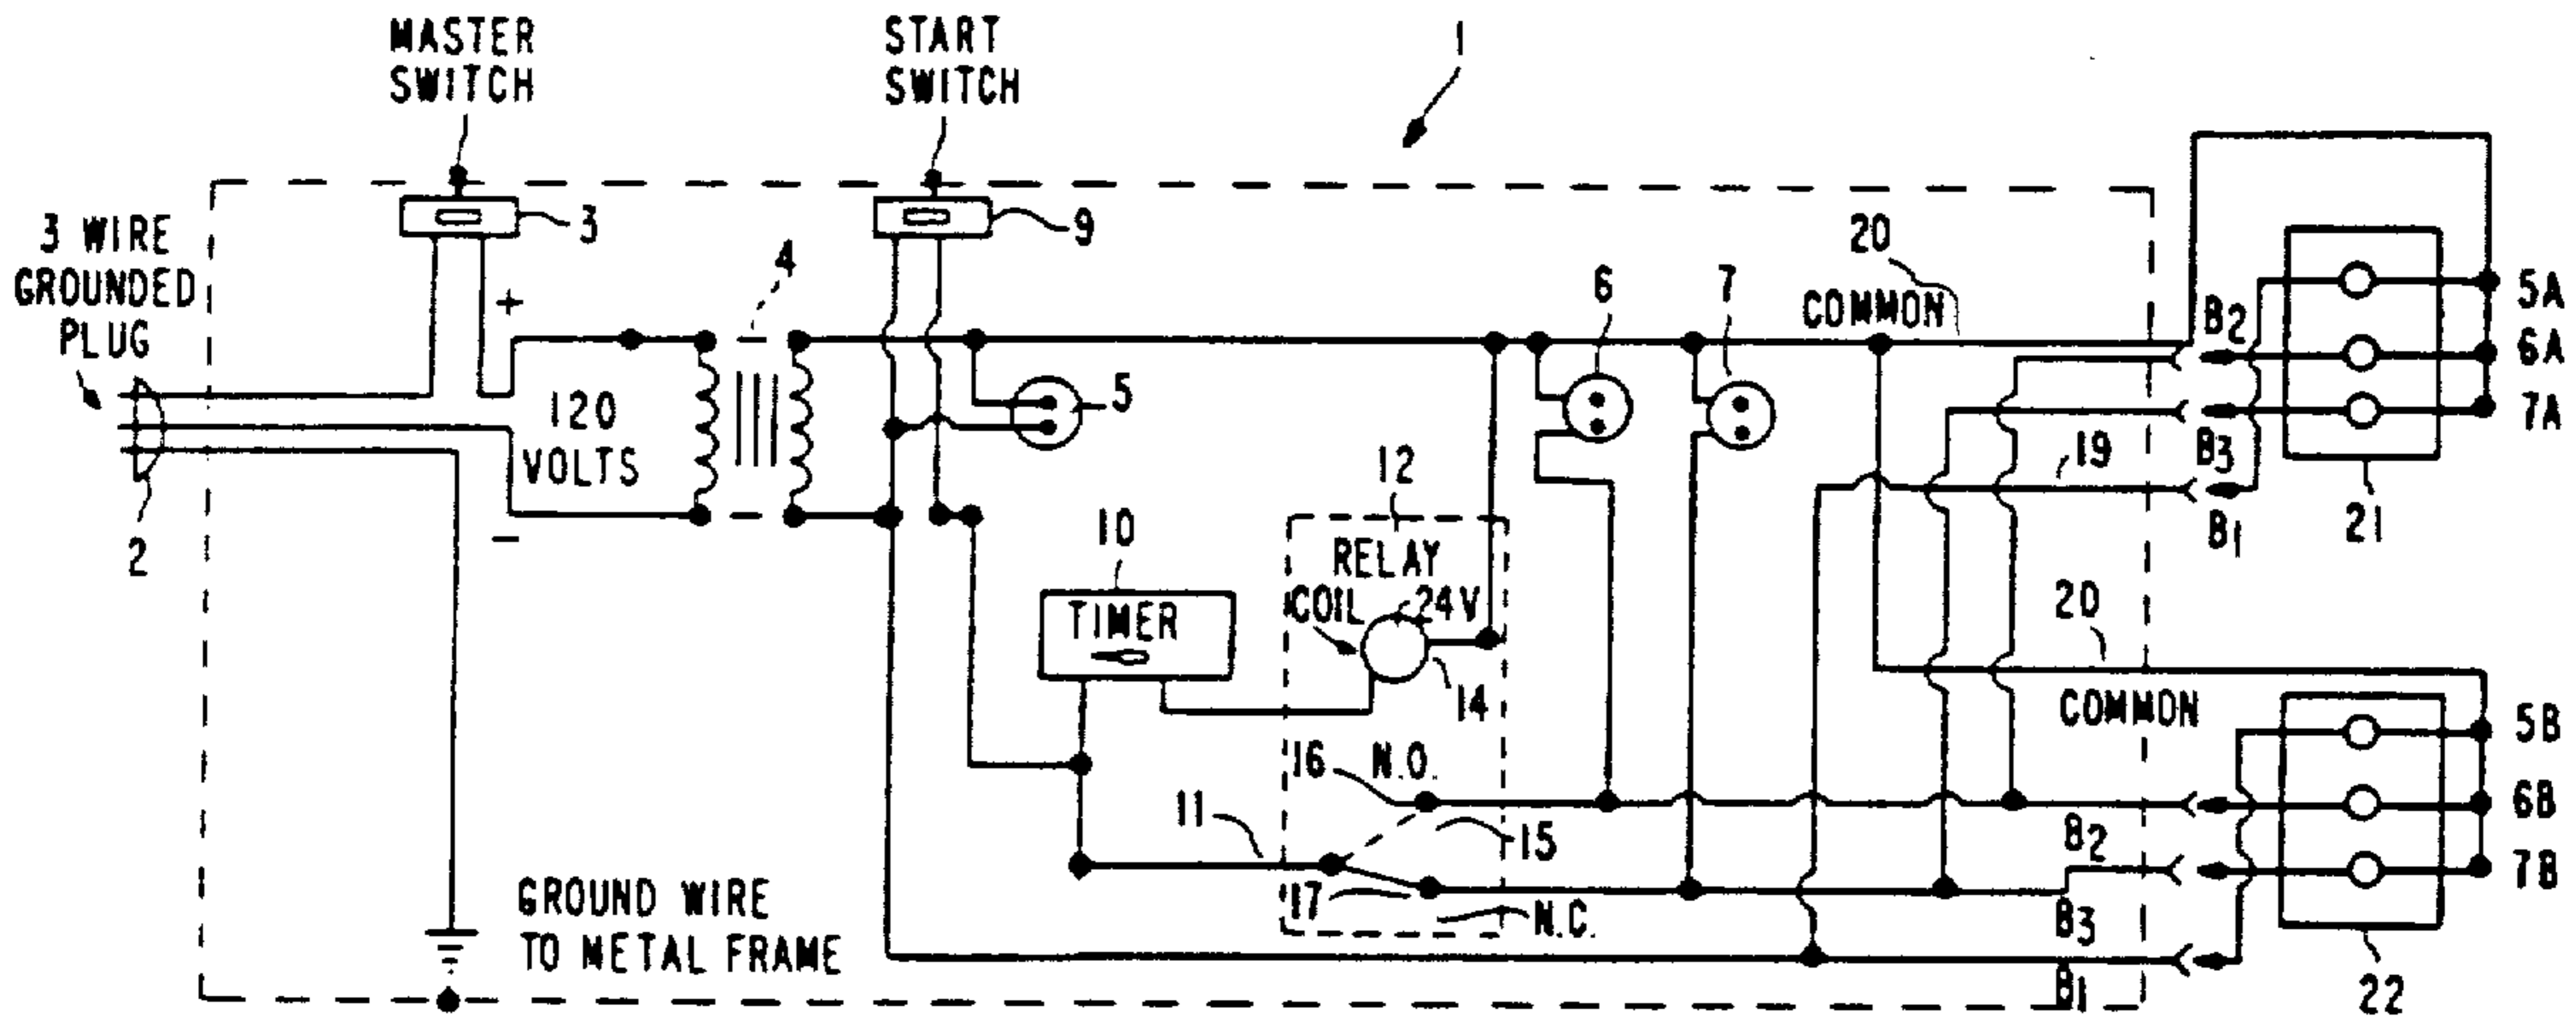 MASTER
SWITCH
START
SWITCH
1
3 WIRE
GROUNDED
PLUG
3
9
4
+
120
VOLTS
-
2
5
6
7
20
COMMON
B2
B3
B1
19
5A
6A
7A
21
12
10
TIMER
RELAY
COIL
24V
14
20
COMMON
16
N.O.
11
15
17
N.C.
B2
B3
B1
5B
6B
7B
22
GROUND WIRE
TO METAL FRAME